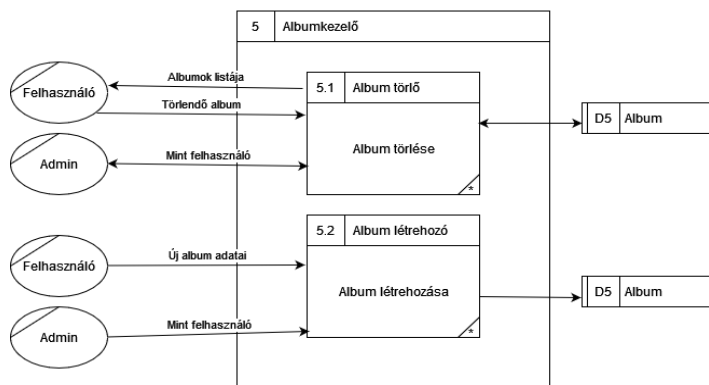 5 Albumkezelő
Felhasználó
Albumok listája
Törlendő album
5.1 Album törlő
Album törlése
*
D5 Album
Admin
Mint felhasználó
Felhasználó
Új album adatai
5.2 Album létrehozó
Album létrehozása
*
D5 Album
Admin
Mint felhasználó